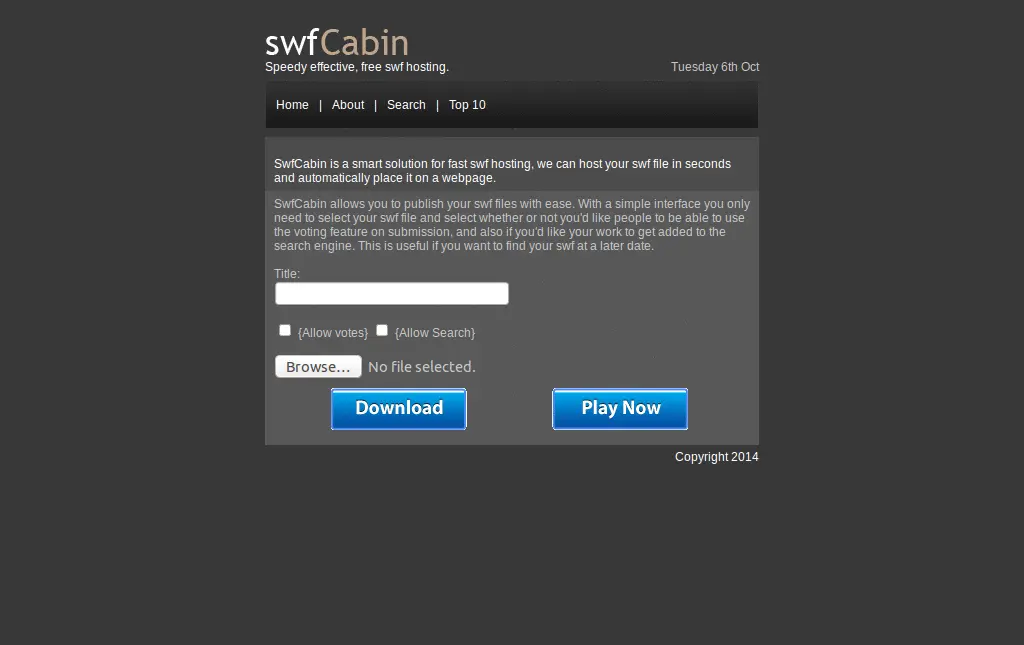 swfCabin
Speedy effective, free swf hosting.
Tuesday 6th Oct
Home | About | Search | Top 10
SwfCabin is a smart solution for fast swf hosting, we can host your swf file in seconds
and automatically place it on a webpage.
SwfCabin allows you to publish your swf files with ease. With a simple interface you only
need to select your swf file and select whether or not you'd like people to be able to use
the voting feature on submission, and also if you'd like your work to get added to the
search engine. This is useful if you want to find your swf at a later date.
Title:
{Allow votes} {Allow Search}
Browse... No file selected.
Download
Play Now
Copyright 2014